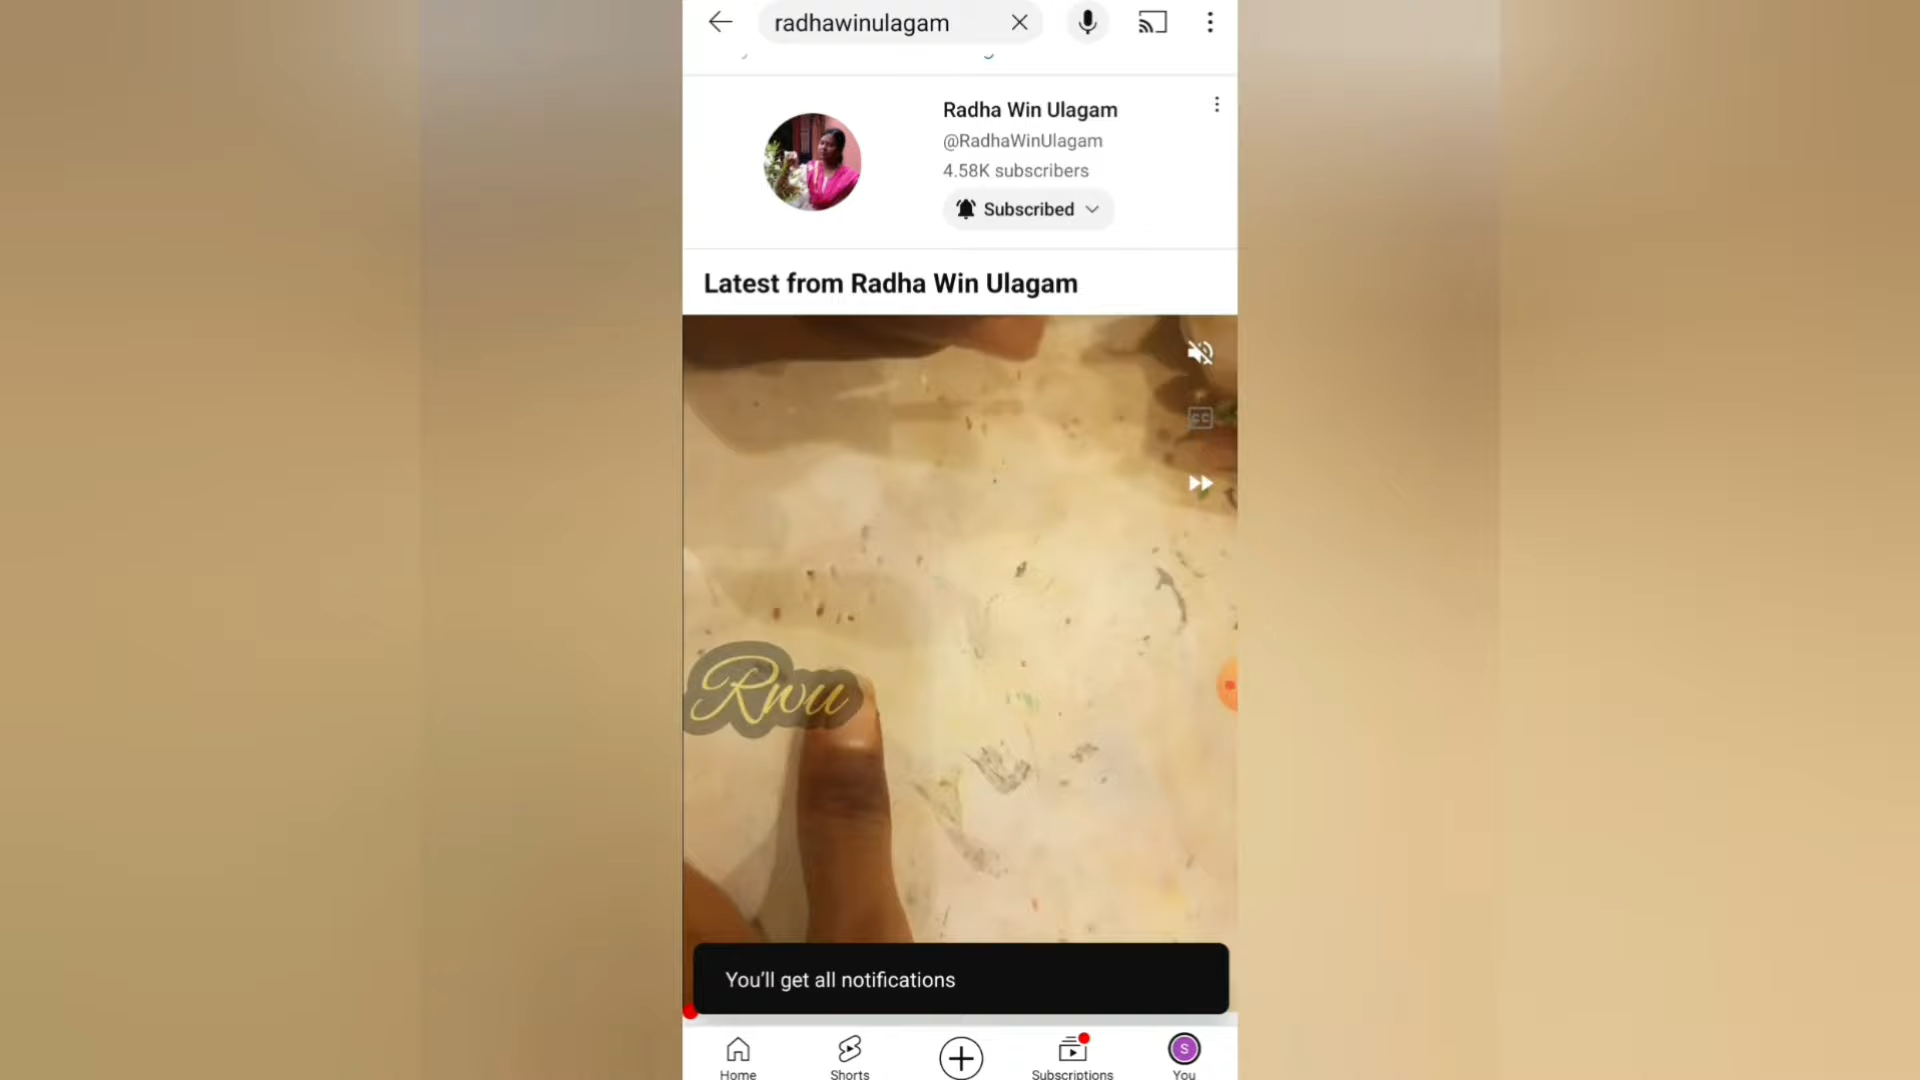 radhawinulagam
Radha Win Ulagam
@RadhaWinUlagam
4.58K subscribers
Subscribed
Latest from Radha Win Ulagam
CC
Rwu
You'll get all notifications
Home
Shorts
Subscriptions
S
You